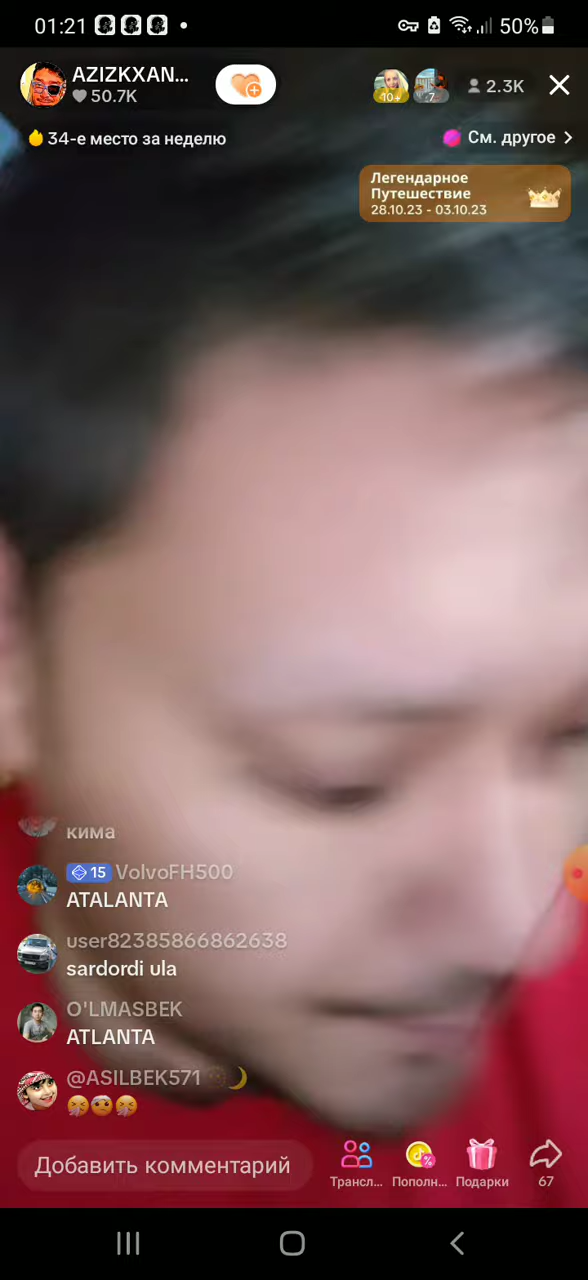 01:21
50%
AZIZKXAN...
50.7K
10+
7
2.3K
34-е место за неделю
См. другое
Легендарное
Путешествие
28.10.23 - 03.10.23
кима
15 VolvoFH500
ATALANTA
user82385866862638
sardordi ula
O'LMASBEK
ATLANTA
@ASILBEK571
Добавить комментарий
Трансл...
Пополн...
Подарки
67